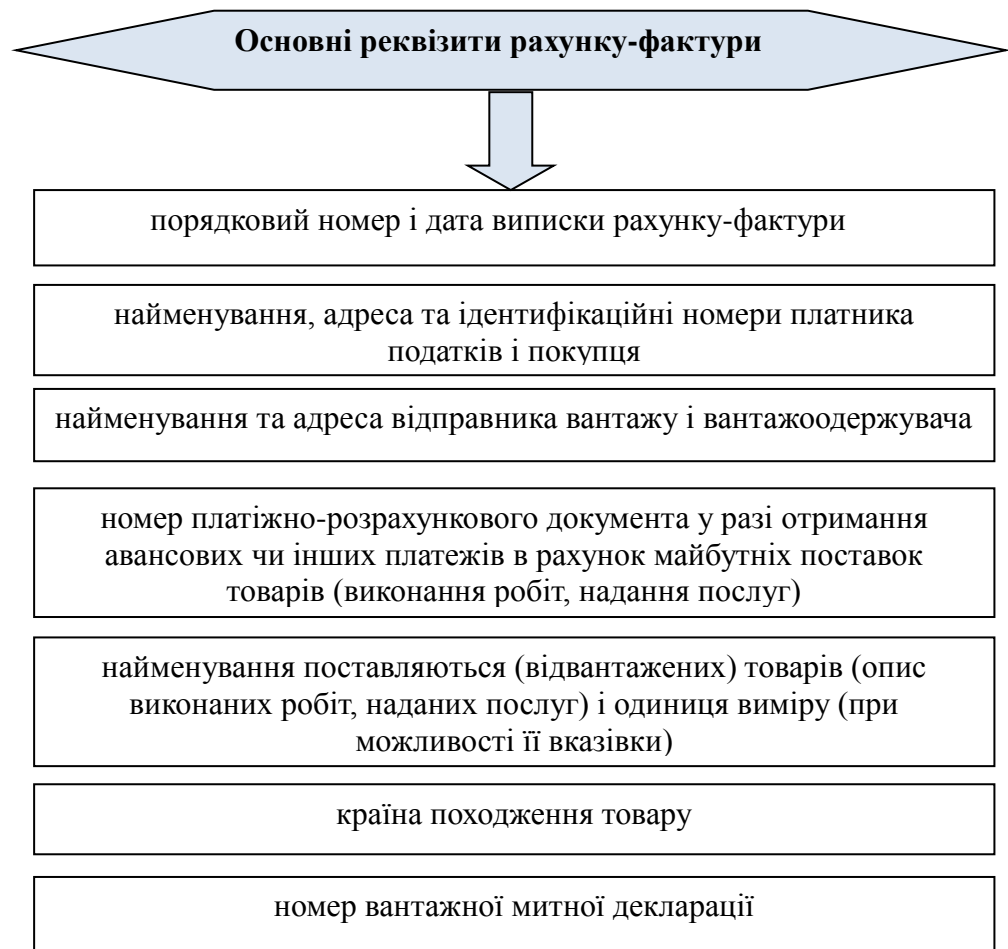 Основні реквізити рахунку-фактури
порядковий номер і дата виписки рахунку-фактури
найменування, адреса та ідентифікаційні номери платника
податків і покупця
найменування та адреса відправника вантажу і вантажоодержувача
номер платіжно-розрахункового документа у разі отримання
авансових чи інших платежів в рахунок майбутніх поставок
товарів (виконання робіт, надання послуг)
найменування поставляються (відвантажених) товарів (опис
виконаних робіт, наданих послуг) і одиниця виміру (при
можливості її вказівки)
країна походження товару
номер вантажної митної декларації